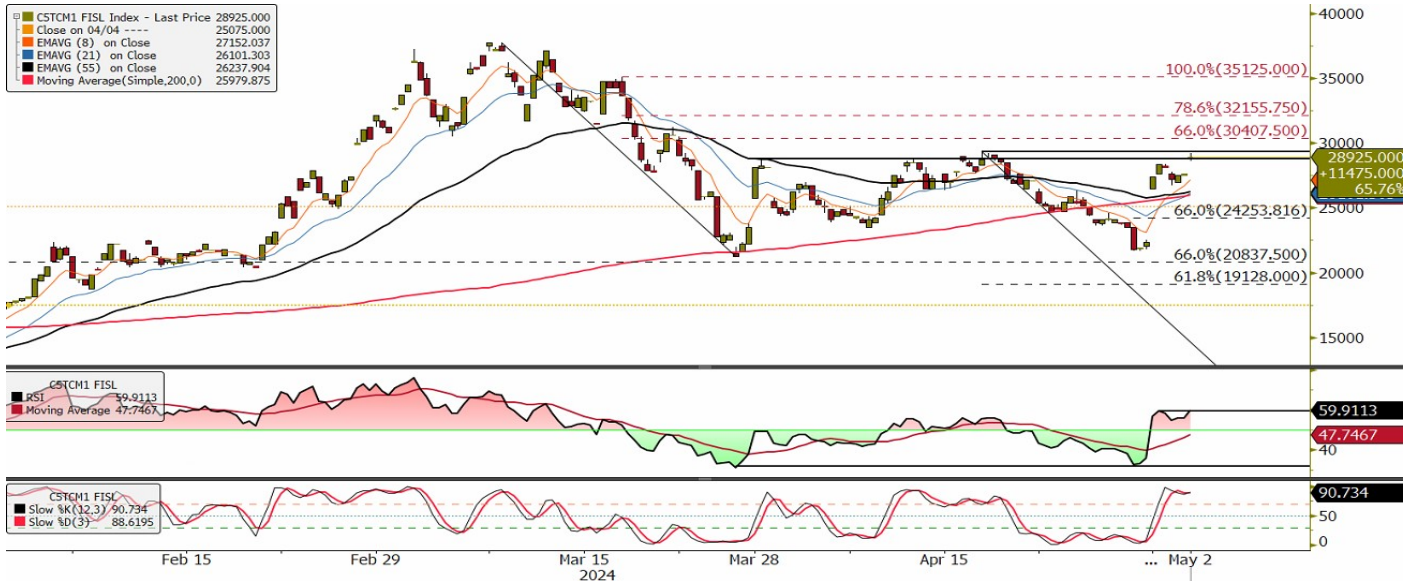 C5TCM1 FISL Index - Last Price 28925.000
Close on 04/04 ---- 25075.000
EMAVG (8) on Close 27152.037
EMAVG (21) on Close 26101.303
EMAVG (55) on Close 26237.904
Moving Average(Simple,200,0) 25979.875
40000
100.0%(35125.000)
35000
78.6%(32155.750)
66.0%(30407.500)
30000
28925.000
+11475.000
65.76%
25000
66.0%(24253.816)
66.0%(20837.500)
20000
61.8%(19128.000)
15000
C5TCM1 FISL
RSI 59.9113
Moving Average 47.7467
59.9113
47.7467
40
C5TCM1 FISL
Slow %K(12,3) 90.734
Slow %D(3) 88.6195
90.734
50
0
Feb 15 Feb 29 Mar 15 Mar 28 Apr 15 ... May 2
2024